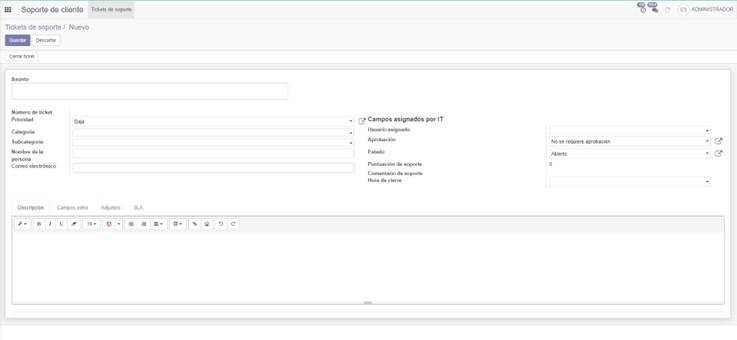 Soporte de cliente Tickets de soporte ADMINISTRADOR
Tickets de soporte / Nuevo
Guardar Descartar
Cerrar ticket
Asunto
Número de ticket
Prioridad Baja
Categoría
Subcategoría
Nombre de la persona
Correo electrónico
Campos asignados por IT
Usuario asignado
Aprobación No se requiere aprobación
Estado Abierto
Puntuación de soporte 0
Comentario de soporte
Hora de cierre
Descripción Campos extra Adjuntos SLA
B I U